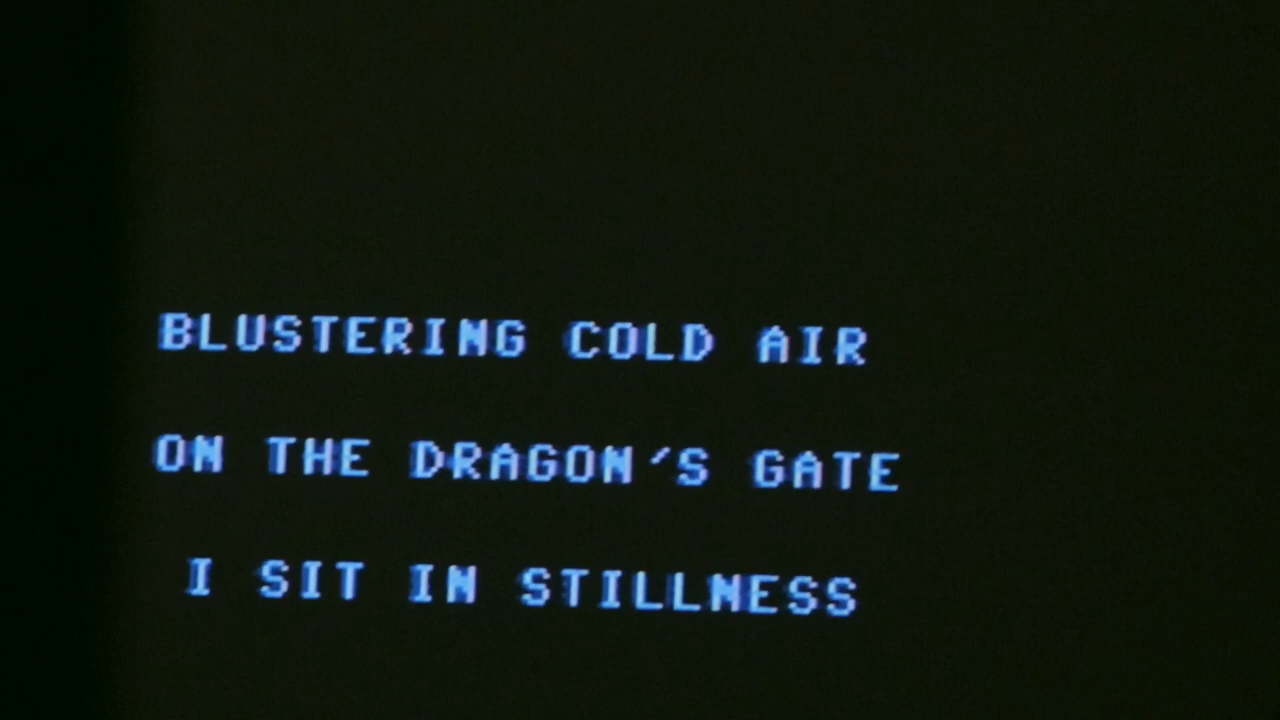 BLUSTERING COLD AIR
ON THE DRAGON'S GATE
I SIT IN STILLNESS